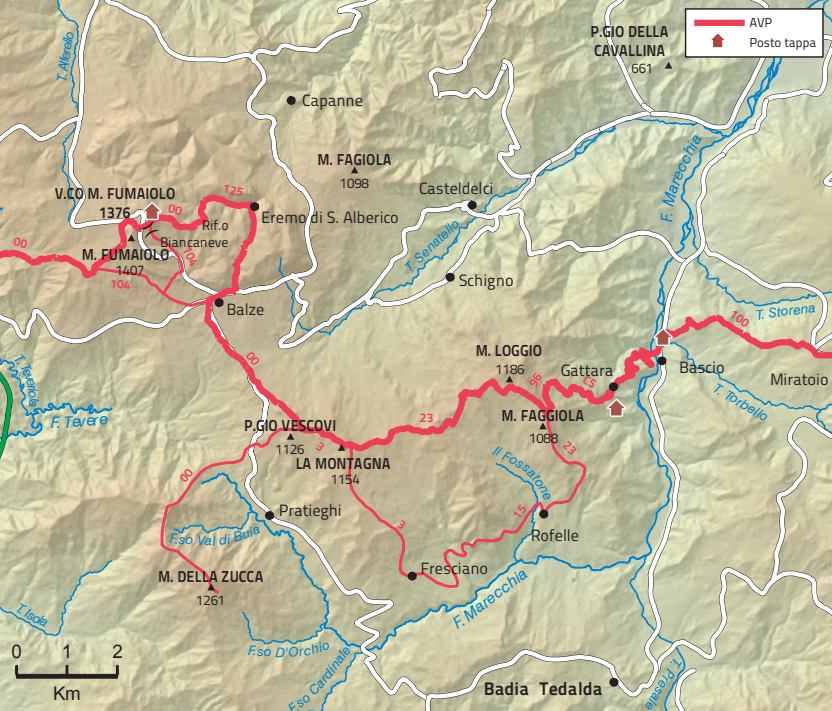 P.GIO DELLA
CAVALLINA
661
AVP
Posto tappa
T. Alferello
Capanne
M. FAGIOLA
1098
Casteldelci
F. Marecchia
V.CO M. FUMAIOLO
1376
00
125
Rif.o
Biancaneve
Eremo di S. Alberico
00
M. FUMAIOLO
1407
104
104
T. Senatello
Schigno
Balze
T. Storena
100
Miratoio
M. LOGGIO
1186
Gattara
Bascio
T. Torbello
00
96
C5
T. Teveriola
F. Tevere
P.GIO VESCOVI
1126
23
M. FAGGIOLA
1088
3
LA MONTAGNA
1154
23
Il Fossatone
00
Pratieghi
15
Rofelle
F.so Val di Buia
3
Fresciano
M. DELLA ZUCCA
1261
F. Marecchia
T. Isola
F.so D'Orchio
F.so Cardinale
T. Presale
Badia Tedalda
0 1 2
Km